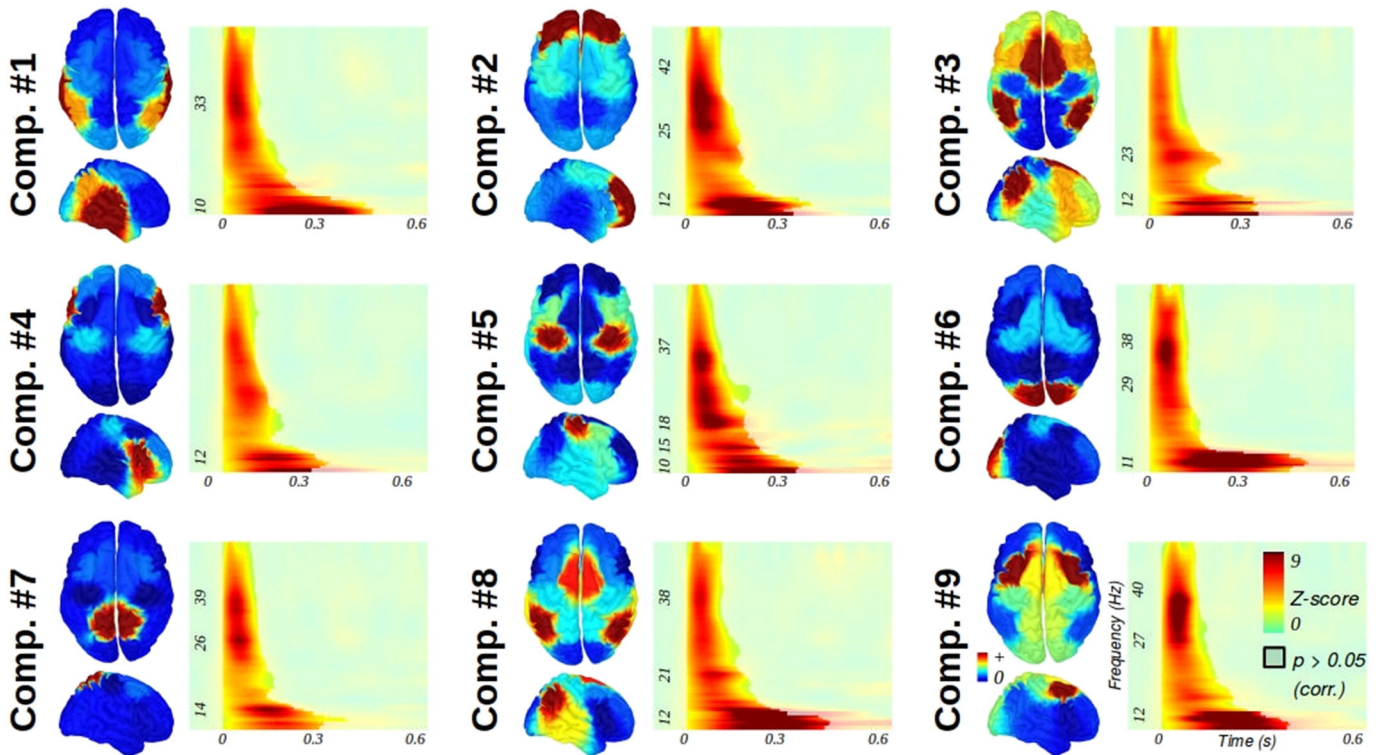 Comp. #1
33
10
0 0.3 0.6
Comp. #2
42
25
12
0 0.3 0.6
Comp. #3
23
12
0 0.3 0.6
Comp. #4
12
0 0.3 0.6
Comp. #5
37
18
15
10
0 0.3 0.6
Comp. #6
38
29
11
0 0.3 0.6
Comp. #7
39
26
14
0 0.3 0.6
Comp. #8
38
21
12
0 0.3 0.6
Comp. #9
+
0
Frequency (Hz)
40
27
12
9
Z-score
0
p > 0.05
(corr.)
0 Time (s) 0.6